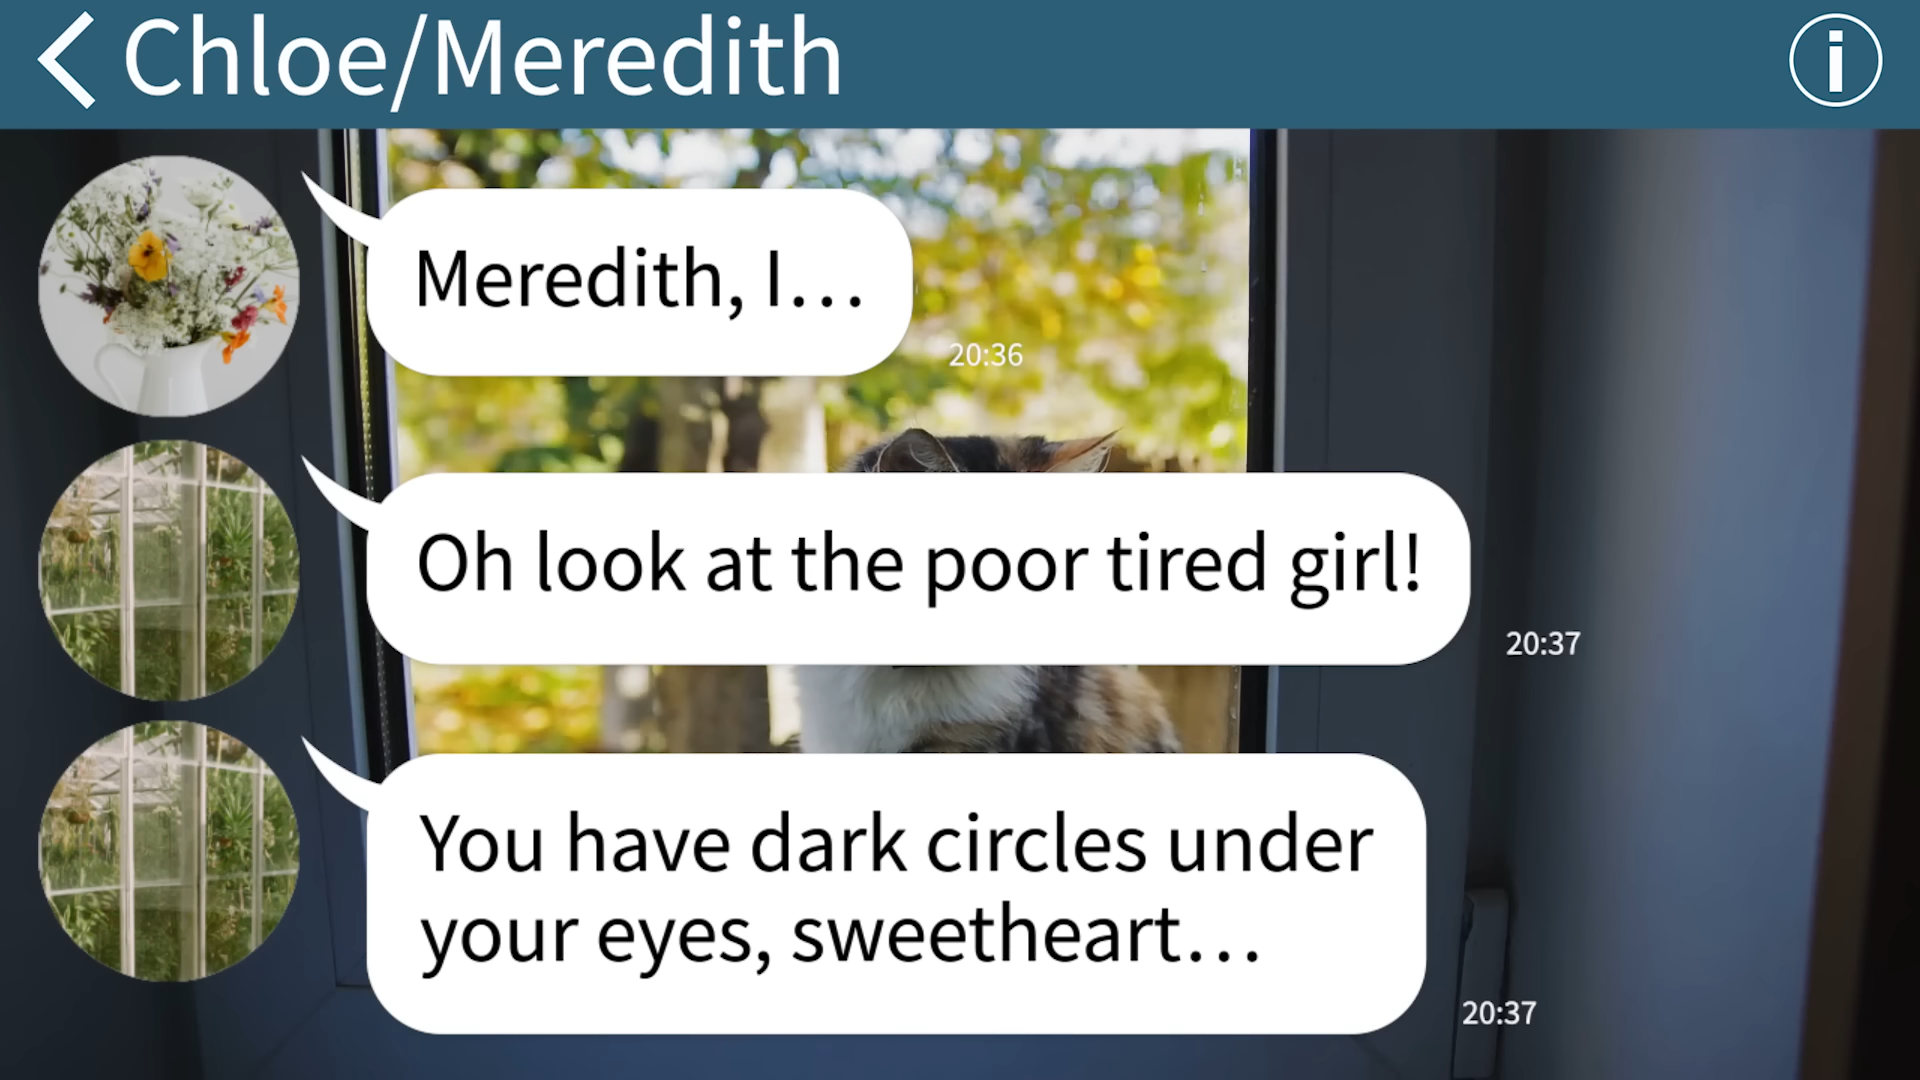 Chloe/Meredith
Meredith, I...
20:36
Oh look at the poor tired girl!
20:37
You have dark circles under
your eyes, sweetheart...
20:37